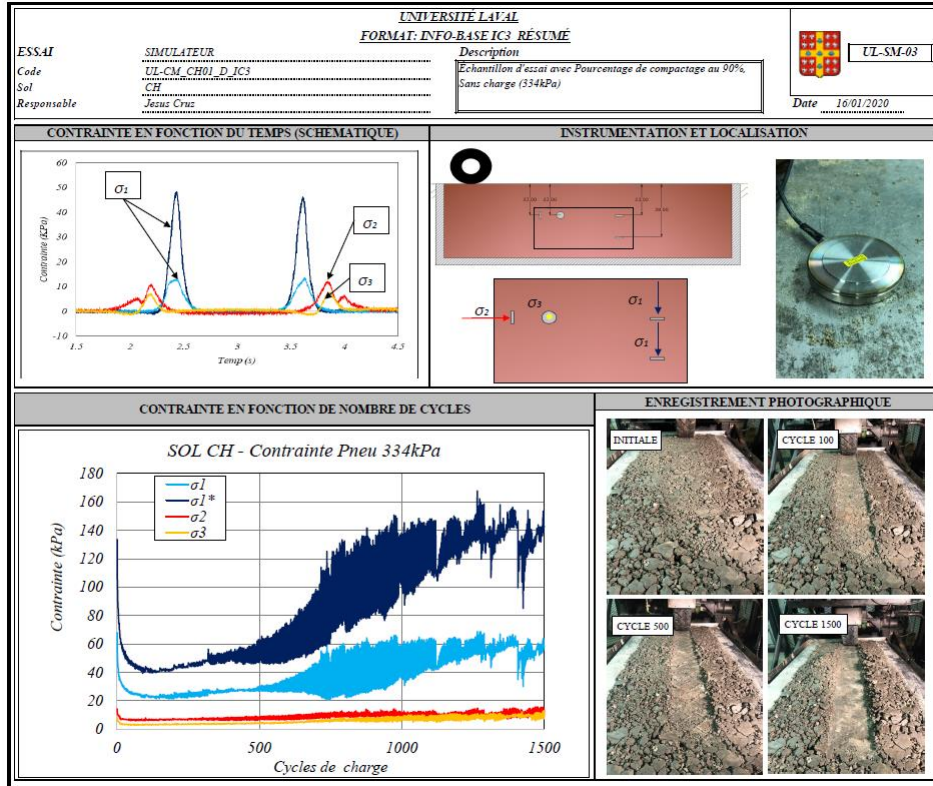 UNIVERSITÉ LAVAL
FORMAT: INFO-BASE IC3 RÉSUMÉ
ESSAI SIMULATEUR Description
Code UL-CM_CH01_D_IC3 Échantillon d'essai avec Pourcentage de compactage au 90%,
Sol CH Sans charge (334kPa)
Responsable Jesus Cruz
UL-SM-03
Date 16/01/2020
CONTRAINTE EN FONCTION DU TEMPS (SCHEMATIQUE)
60
50
40
30
20
10
0
-10
Contrainte (KPa)
σ1
σ2
σ3
1.5 2 2.5 3 3.5 4 4.5
Temp (s)
INSTRUMENTATION ET LOCALISATION
σ2
σ3
σ1
σ1
CONTRAINTE EN FONCTION DE NOMBRE DE CYCLES
SOL CH - Contrainte Pneu 334kPa
180
160
140
120
100
80
60
40
20
0
Contrainte (kPa)
σ1
σ1*
σ2
σ3
0 500 1000 1500
Cycles de charge
ENREGISTREMENT PHOTOGRAPHIQUE
INITIALE
CYCLE 100
CYCLE 500
CYCLE 1500